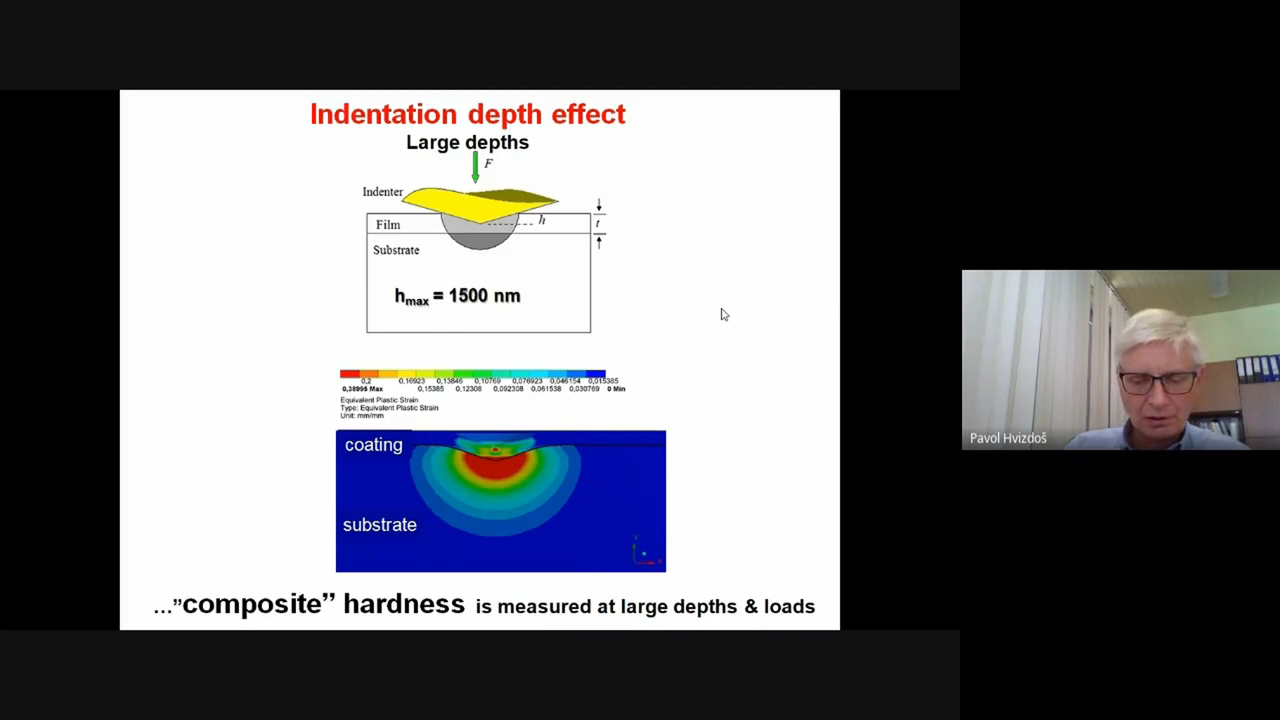 Indentation depth effect
Large depths
F
Indenter
h
Film
t
Substrate
hmax = 1500 nm
0,2 0,16923 0,13846 0,10769 0,076923 0,046154 0,015385
0,38995 Max 0,15385 0,12308 0,092308 0,061538 0,030769 0 Min
Equivalent Plastic Strain
Type: Equivalent Plastic Strain
Unit: mm/mm
coating
substrate
Y
X
...”composite” hardness is measured at large depths & loads
Pavol Hvizdoš